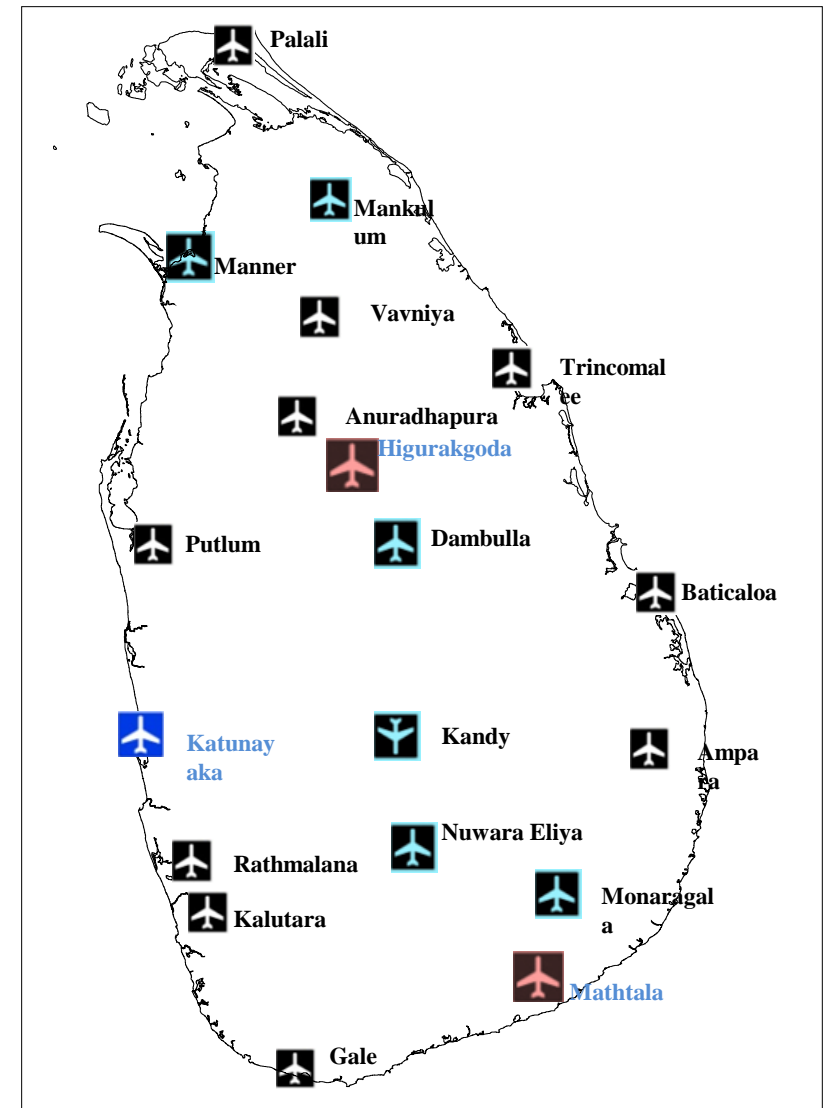 Palali
Mankul
um
Manner
Vavniya
Trincomal
ee
Anuradhapura
Higurakgoda
Putlum
Dambulla
Baticaloa
Katunay
aka
Kandy
Ampa
ra
Nuwara Eliya
Rathmalana
Monaragal
a
Kalutara
Mathtala
Gale